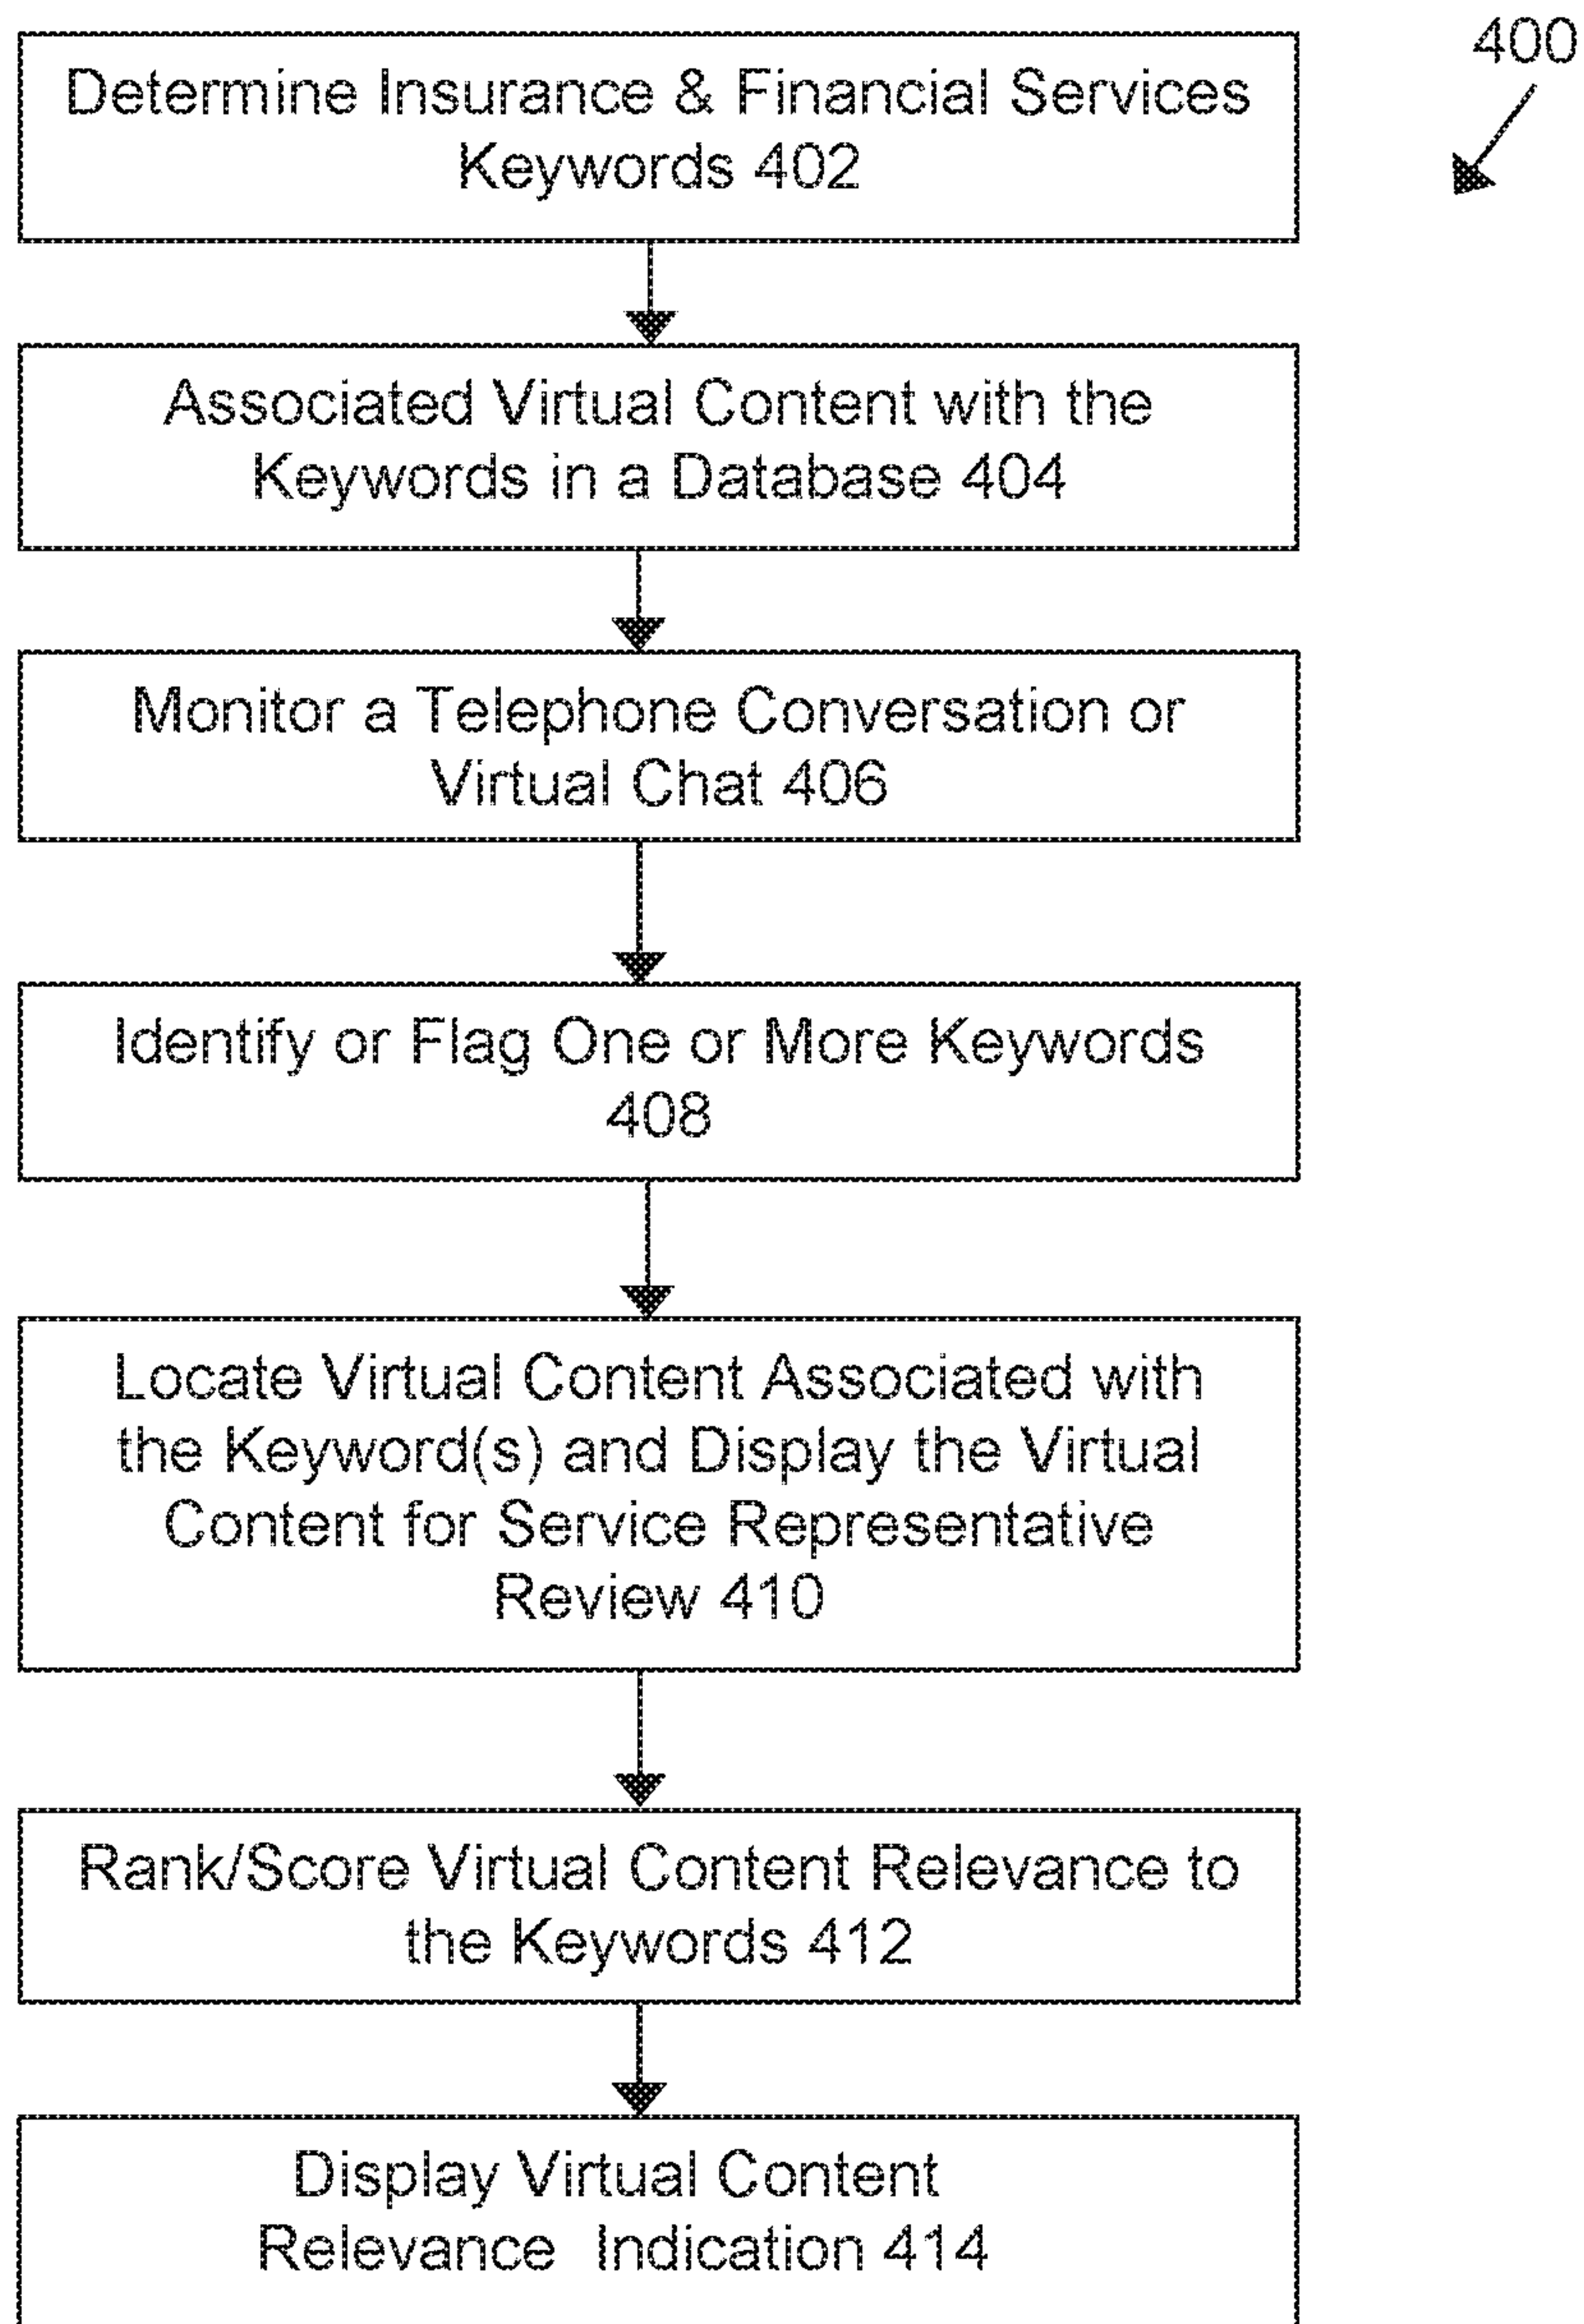 400
Determine Insurance & Financial Services
Keywords 402
Associated Virtual Content with the
Keywords in a Database 404
Monitor a Telephone Conversation or
Virtual Chat 406
Identify or Flag One or More Keywords
408
Locate Virtual Content Associated with
the Keyword(s) and Display the Virtual
Content for Service Representative
Review 410
Rank/Score Virtual Content Relevance to
the Keywords 412
Display Virtual Content
Relevance Indication 414